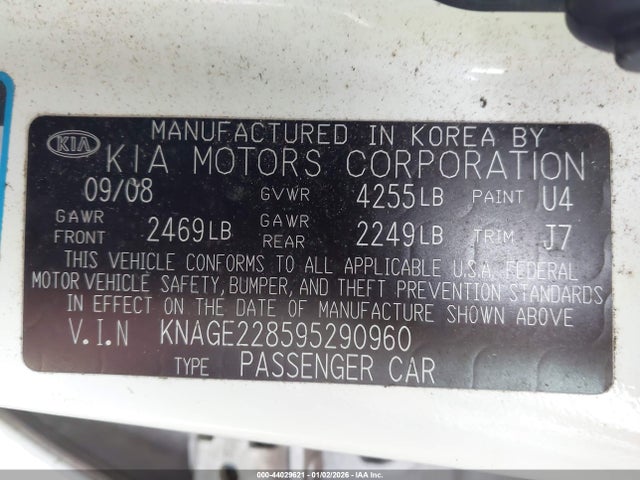 MANUFACTURED IN KOREA BY
KIA KIA MOTORS CORPORATION
09/08 GVWR 4255LB PAINT U4
GAWR FRONT 2469LB GAWR REAR 2249LB TRIM J7
THIS VEHICLE CONFORMS TO ALL APPLICABLE U.S.A. FEDERAL
MOTOR VEHICLE SAFETY, BUMPER, AND THEFT PREVENTION STANDARDS
IN EFFECT ON THE DATE OF MANUFACTURE SHOWN ABOVE
V.I.N KNAGE228595290960
TYPE PASSENGER CAR
000-44029621 - 01/02/2026 - IAAI.COM